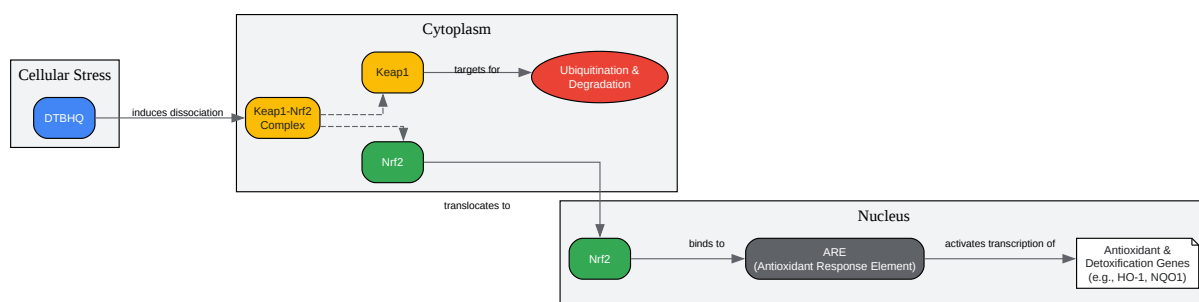 Cellular Stress
DTBHQ
induces dissociation
Cytoplasm
Keap1-Nrf2
Complex
Keap1
targets for
Ubiquitination &
Degradation
Nrf2
translocates to
Nucleus
Nrf2
binds to
ARE
(Antioxidant Response Element)
activates transcription of
Antioxidant &
Detoxification Genes
(e.g., HO-1, NQO1)